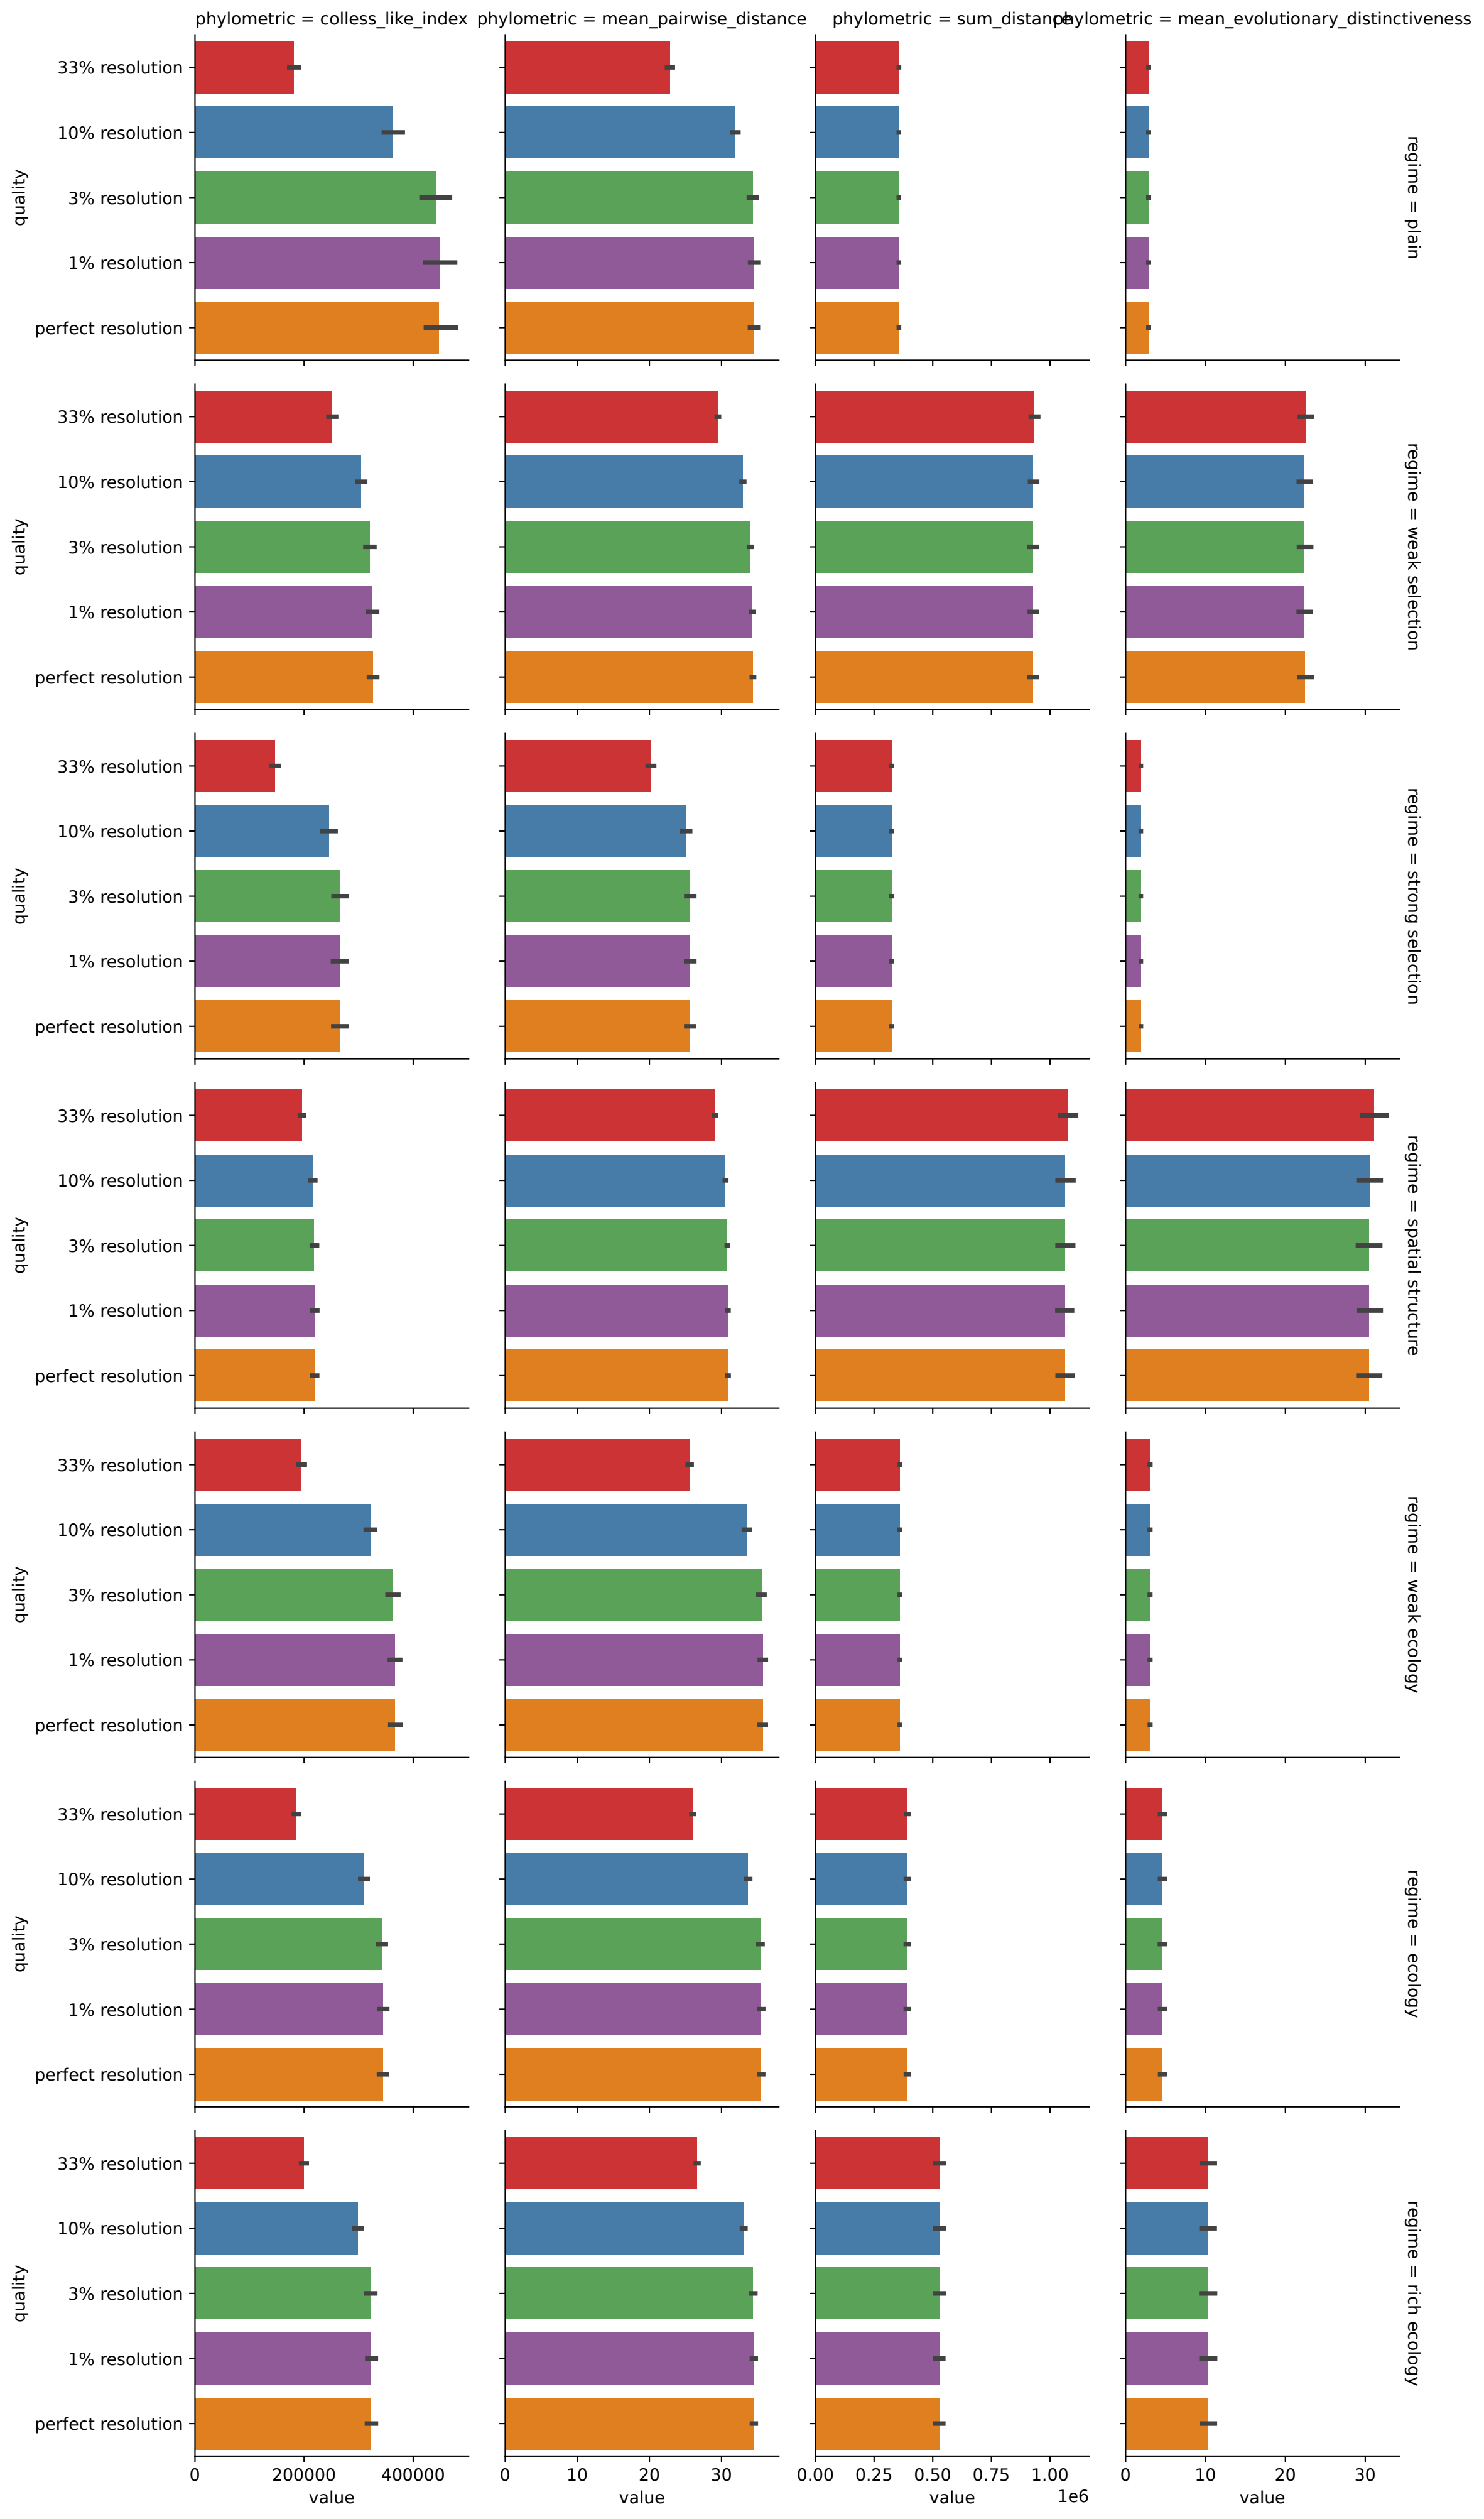 phylometric = colless_like_index
phylometric = mean_pairwise_distance
phylometric = sum_distance
phylometric = mean_evolutionary_distinctiveness
33% resolution
10% resolution
3% resolution
1% resolution
perfect resolution
quality
regime = plain
33% resolution
10% resolution
3% resolution
1% resolution
perfect resolution
quality
regime = weak selection
33% resolution
10% resolution
3% resolution
1% resolution
perfect resolution
quality
regime = strong selection
33% resolution
10% resolution
3% resolution
1% resolution
perfect resolution
quality
regime = spatial structure
33% resolution
10% resolution
3% resolution
1% resolution
perfect resolution
quality
regime = weak ecology
33% resolution
10% resolution
3% resolution
1% resolution
perfect resolution
quality
regime = ecology
33% resolution
10% resolution
3% resolution
1% resolution
perfect resolution
quality
regime = rich ecology
0 200000 400000
value
0 10 20 30
value
0.00 0.25 0.50 0.75 1.00
1e6
value
0 10 20 30
value